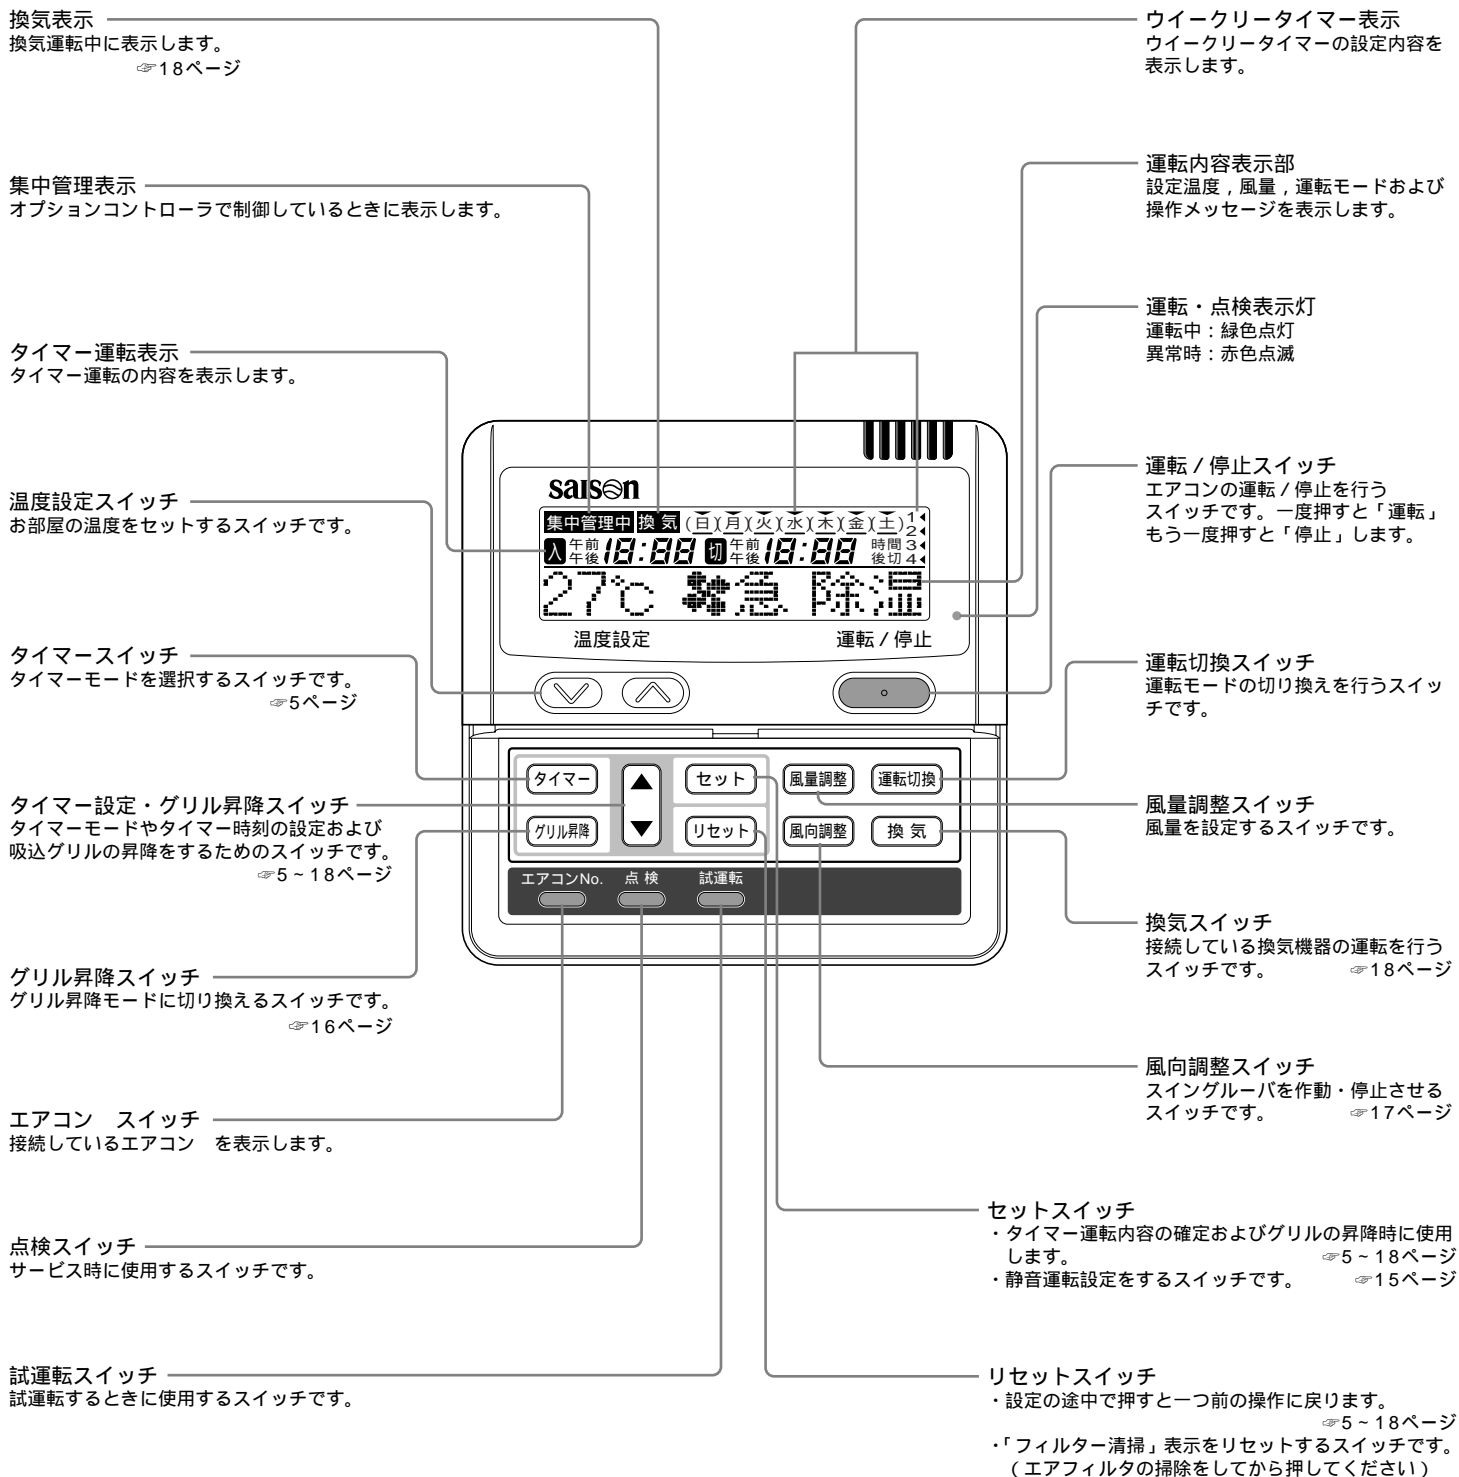 換気表示
換気運転中に表示します。
☞18ページ
集中管理表示
オプションコントローラで制御しているときに表示します。
タイマー運転表示
タイマー運転の内容を表示します。
温度設定スイッチ
お部屋の温度をセットするスイッチです。
タイマースイッチ
タイマーモードを選択するスイッチです。
☞5ページ
タイマー設定・グリル昇降スイッチ
タイマーモードやタイマー時刻の設定および
吸込グリルの昇降をするためのスイッチです。
☞5~18ページ
グリル昇降スイッチ
グリル昇降モードに切り換えるスイッチです。
☞16ページ
エアコン　スイッチ
接続しているエアコン　を表示します。
点検スイッチ
サービス時に使用するスイッチです。
試運転スイッチ
試運転するときに使用するスイッチです。
saison
集中管理中 換気 (日)(月)(火)(水)(木)(金)(土) 1
2
入 午前 午後 18:88 切 午前 午後 18:88 時間 後切 3
4
27℃ 急 除湿
温度設定 運転/停止
タイマー セット 風量調整 運転切換
グリル昇降 リセット 風向調整 換気
エアコンNo. 点検 試運転
ウイークリータイマー表示
ウイークリータイマーの設定内容を
表示します。
運転内容表示部
設定温度,風量,運転モードおよび
操作メッセージを表示します。
運転・点検表示灯
運転中:緑色点灯
異常時:赤色点滅
運転/停止スイッチ
エアコンの運転/停止を行う
スイッチです。一度押すと「運転」
もう一度押すと「停止」します。
運転切換スイッチ
運転モードの切り換えを行うスイッ
チです。
風量調整スイッチ
風量を設定するスイッチです。
換気スイッチ
接続している換気機器の運転を行う
スイッチです。 ☞18ページ
風向調整スイッチ
スイングルーバを作動・停止させる
スイッチです。 ☞17ページ
セットスイッチ
・タイマー運転内容の確定およびグリルの昇降時に使用
します。 ☞5~18ページ
・静音運転設定をするスイッチです。 ☞15ページ
リセットスイッチ
・設定の途中で押すと一つ前の操作に戻ります。
☞5~18ページ
・「フィルター清掃」表示をリセットするスイッチです。
(エアフィルタの掃除をしてから押してください)